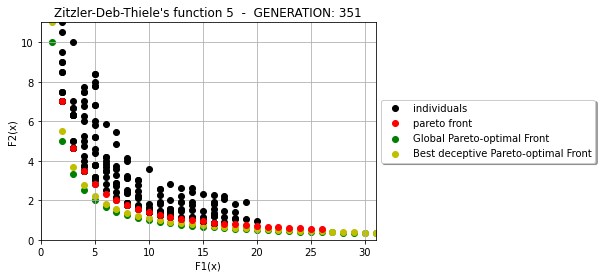 Zitzler-Deb-Thiele's function 5  -  GENERATION: 351
10
8
6
4
2
0
F2(x)
0 5 10 15 20 25 30
F1(x)
individuals
pareto front
Global Pareto-optimal Front
Best deceptive Pareto-optimal Front